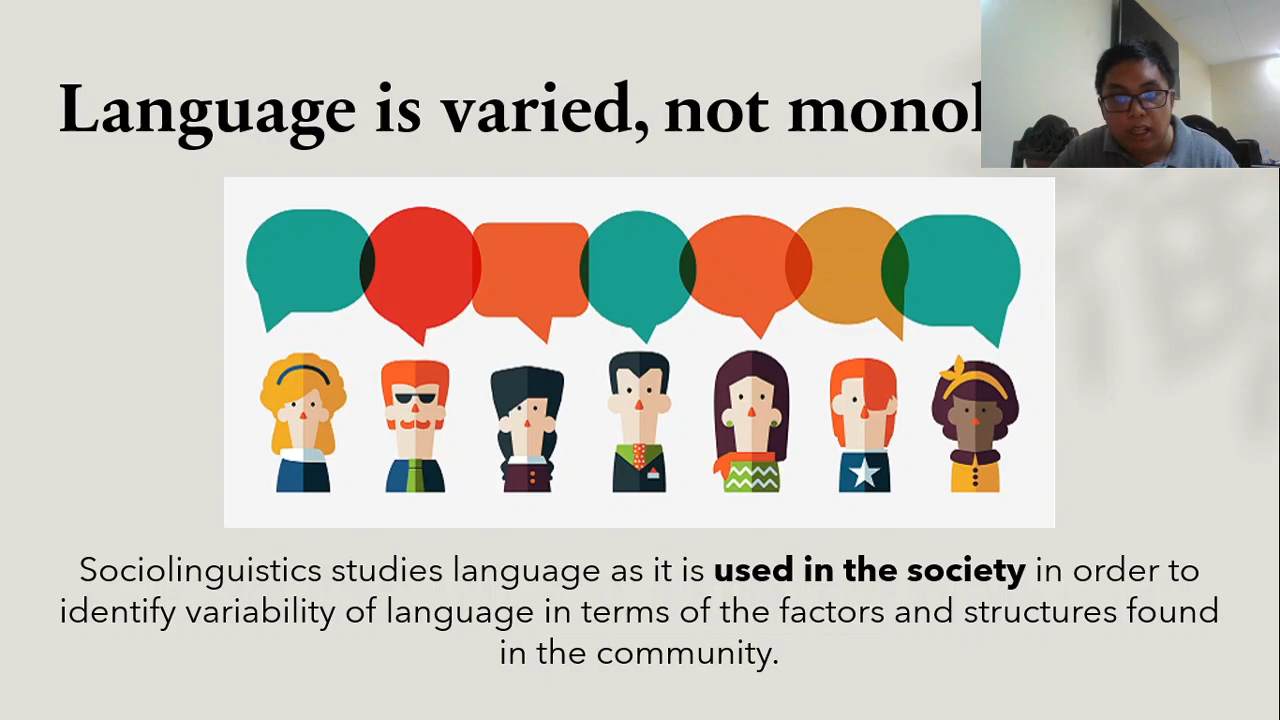 Language is varied, not
Sociolinguistics studies language as it is used in the society in order to
identify variability of language in terms of the factors and structures found
in the community.